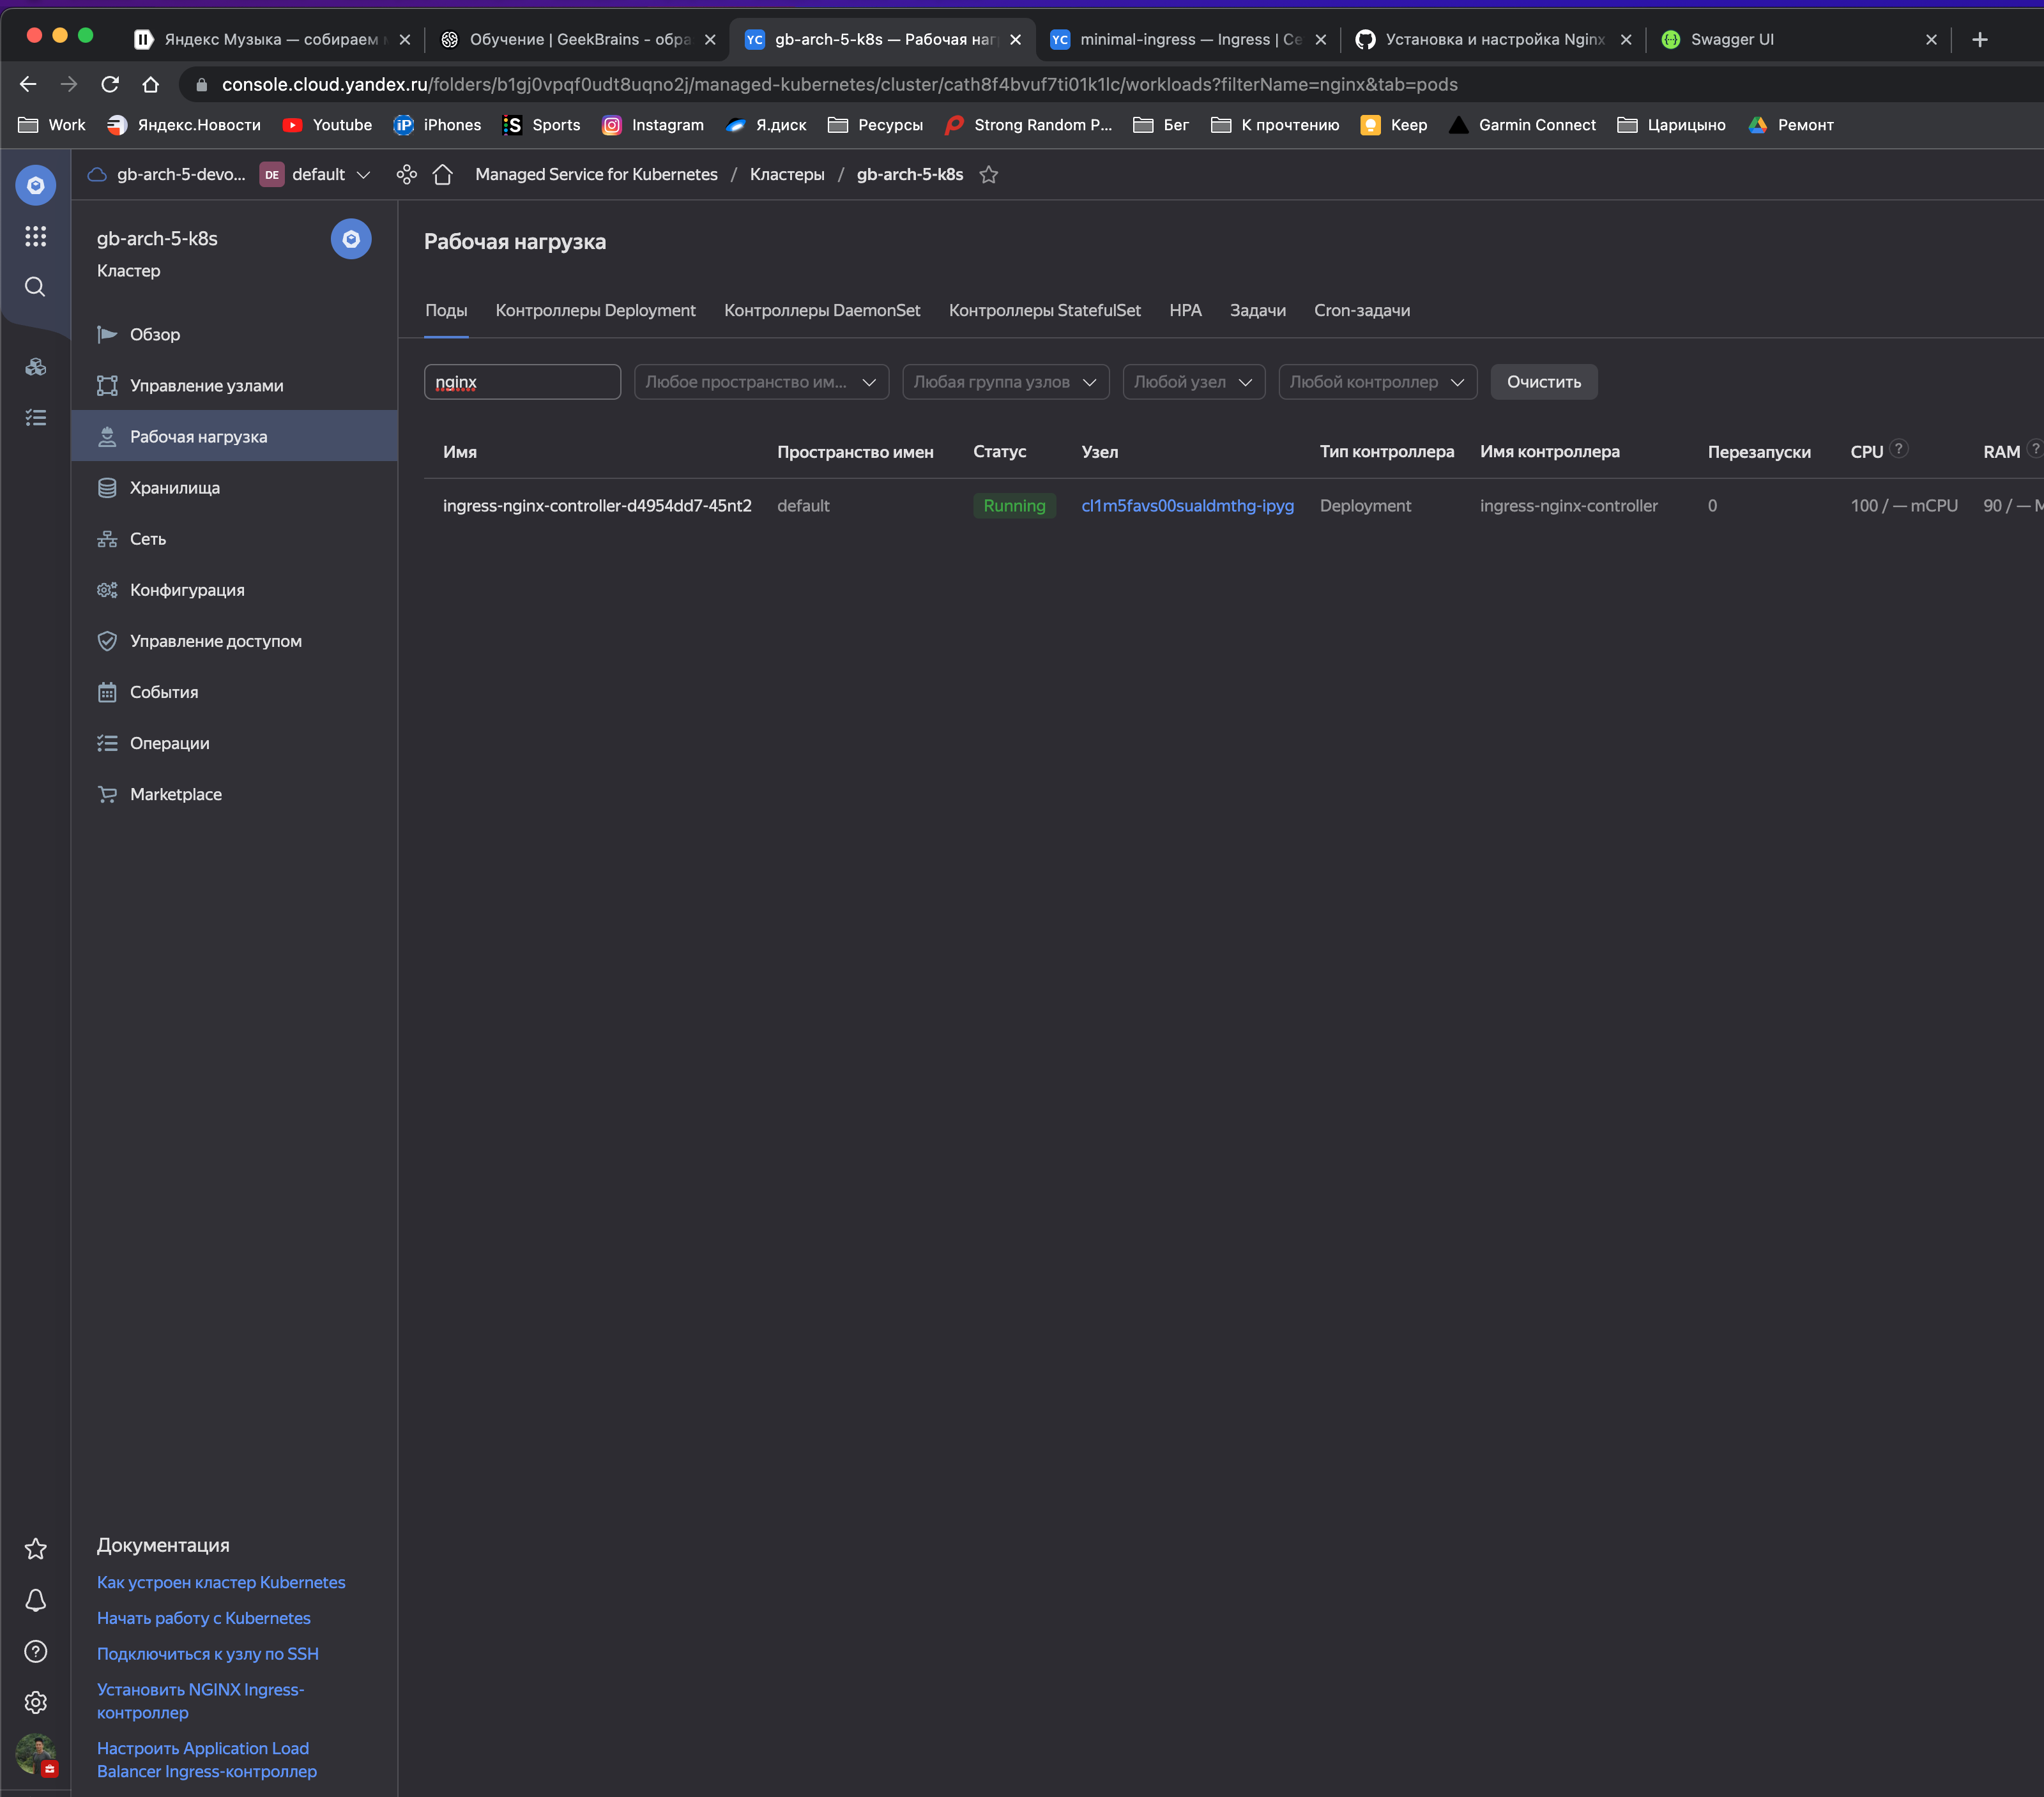 Яндекс Музыка — собираем
Обучение | GeekBrains - обра
gb-arch-5-k8s — Рабочая наг
minimal-ingress — Ingress | Се
Установка и настройка Nginx
Swagger UI
console.cloud.yandex.ru/folders/b1gj0vpqf0udt8uqno2j/managed-kubernetes/cluster/cath8f4bvuf7ti01k1lc/workloads?filterName=nginx&tab=pods
Work
Яндекс.Новости
Youtube
iPhones
Sports
Instagram
Я.диск
Ресурсы
Strong Random P...
Бег
К прочтению
Keep
Garmin Connect
Царицыно
Ремонт
gb-arch-5-devo...
DE
default
Managed Service for Kubernetes / Кластеры / gb-arch-5-k8s
gb-arch-5-k8s
Кластер
Обзор
Управление узлами
Рабочая нагрузка
Хранилища
Сеть
Конфигурация
Управление доступом
События
Операции
Marketplace
Рабочая нагрузка
Поды
Контроллеры Deployment
Контроллеры DaemonSet
Контроллеры StatefulSet
HPA
Задачи
Cron-задачи
nginx
Любое пространство им...
Любая группа узлов
Любой узел
Любой контроллер
Очистить
Имя
Пространство имен
Статус
Узел
Тип контроллера
Имя контроллера
Перезапуски
CPU ?
RAM ?
ingress-nginx-controller-d4954dd7-45nt2
default
Running
cl1m5favs00sualdmthg-ipyg
Deployment
ingress-nginx-controller
0
100 / — mCPU
90 / — M
Документация
Как устроен кластер Kubernetes
Начать работу с Kubernetes
Подключиться к узлу по SSH
Установить NGINX Ingress-
контроллер
Настроить Application Load
Balancer Ingress-контроллер